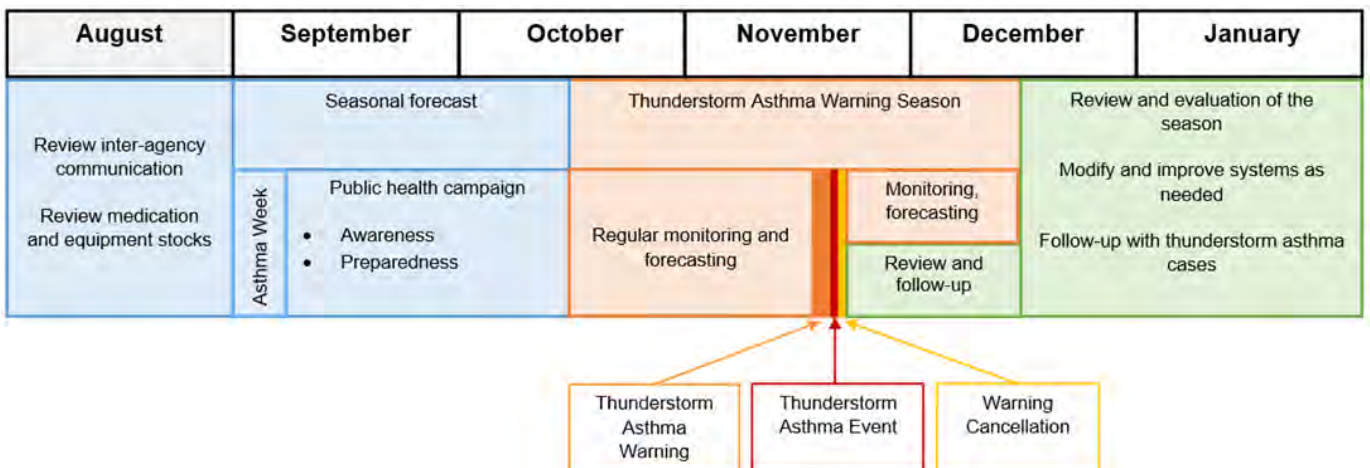 August September October November December January
Seasonal forecast
Thunderstorm Asthma Warning Season
Review and evaluation of the
season
Modify and improve systems as
needed
Follow-up with thunderstorm asthma
cases
Review inter-agency
communication
Review medication
and equipment stocks
Asthma Week
Public health campaign
• Awareness
• Preparedness
Regular monitoring and
forecasting
Monitoring,
forecasting
Review and
follow-up
Thunderstorm
Asthma
Warning
Thunderstorm
Asthma Event
Warning
Cancellation